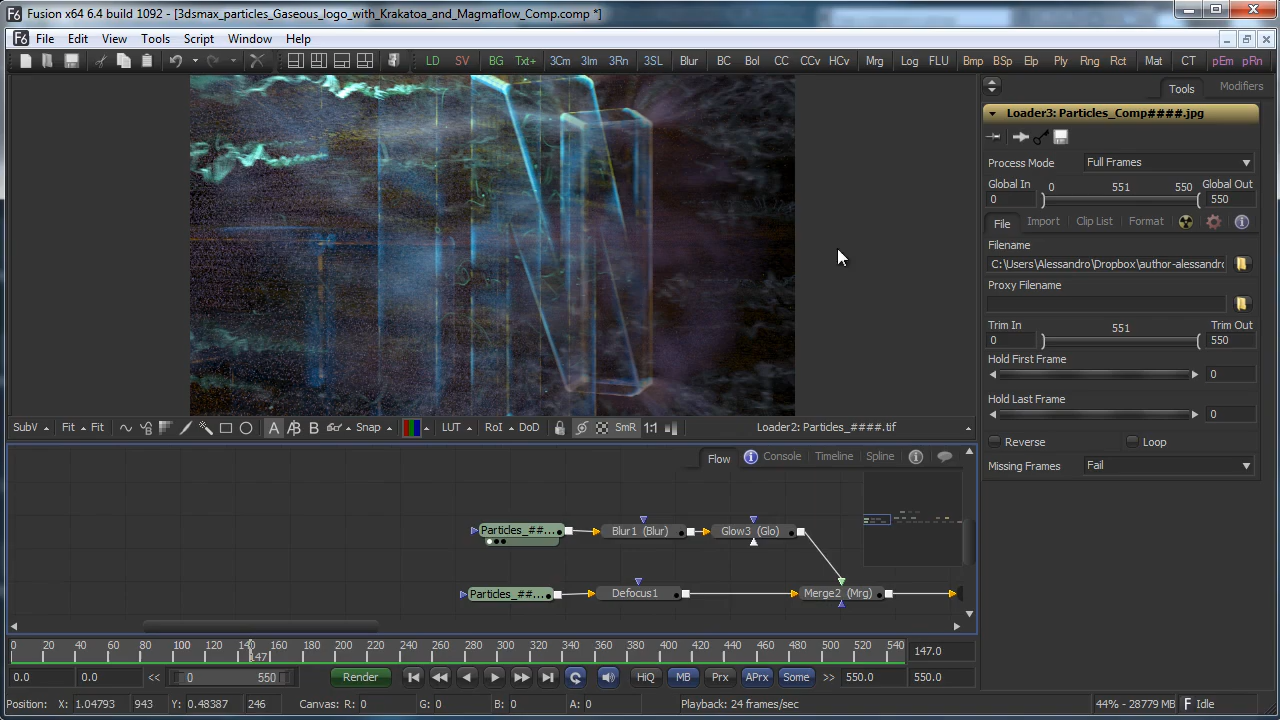 Fusion x64 6.4 build 1092 - [3dsmax_particles_Gaseous_logo_with_Krakatoa_and_Magmaflow_Comp.comp *]
File Edit View Tools Script Window Help
LD SV BG Txt+ 3Cm 3Im 3Rn 3SL Blur BC Bol CC CCv HCv Mrg Log FLU Bmp BSp Elp Ply Rng Rct Mat CT pEm pRn
Tools Modifiers
Loader3: Particles_Comp####.jpg
Process Mode Full Frames
Global In 0 551 550 Global Out
0 550
File Import Clip List Format
Filename
C:\Users\Alessandro\Dropbox\author-alessandro
Proxy Filename
Trim In 551 Trim Out
0 550
Hold First Frame
0
Hold Last Frame
0
Reverse Loop
Missing Frames Fail
SubV Fit Fit A A/B B Snap LUT RoI DoD SmR 1:1 Loader2: Particles_####.tif
Flow Console Timeline Spline
Particles_##... Blur1 (Blur) Glow3 (Glo)
Particles_##... Defocus1 Merge2 (Mrg)
0 20 40 60 80 100 120 140 160 180 200 220 240 260 280 300 320 340 360 380 400 420 440 460 480 500 520 540 147.0
147
0.0 0.0 << 0 550 Render HiQ MB Prx APrx Some >> 550.0 550.0
Position: X: 1.04793 943 Y: 0.48387 246 Canvas: R: 0 G: 0 B: 0 A: 0 Playback: 24 frames/sec 44% - 28779 MB Idle